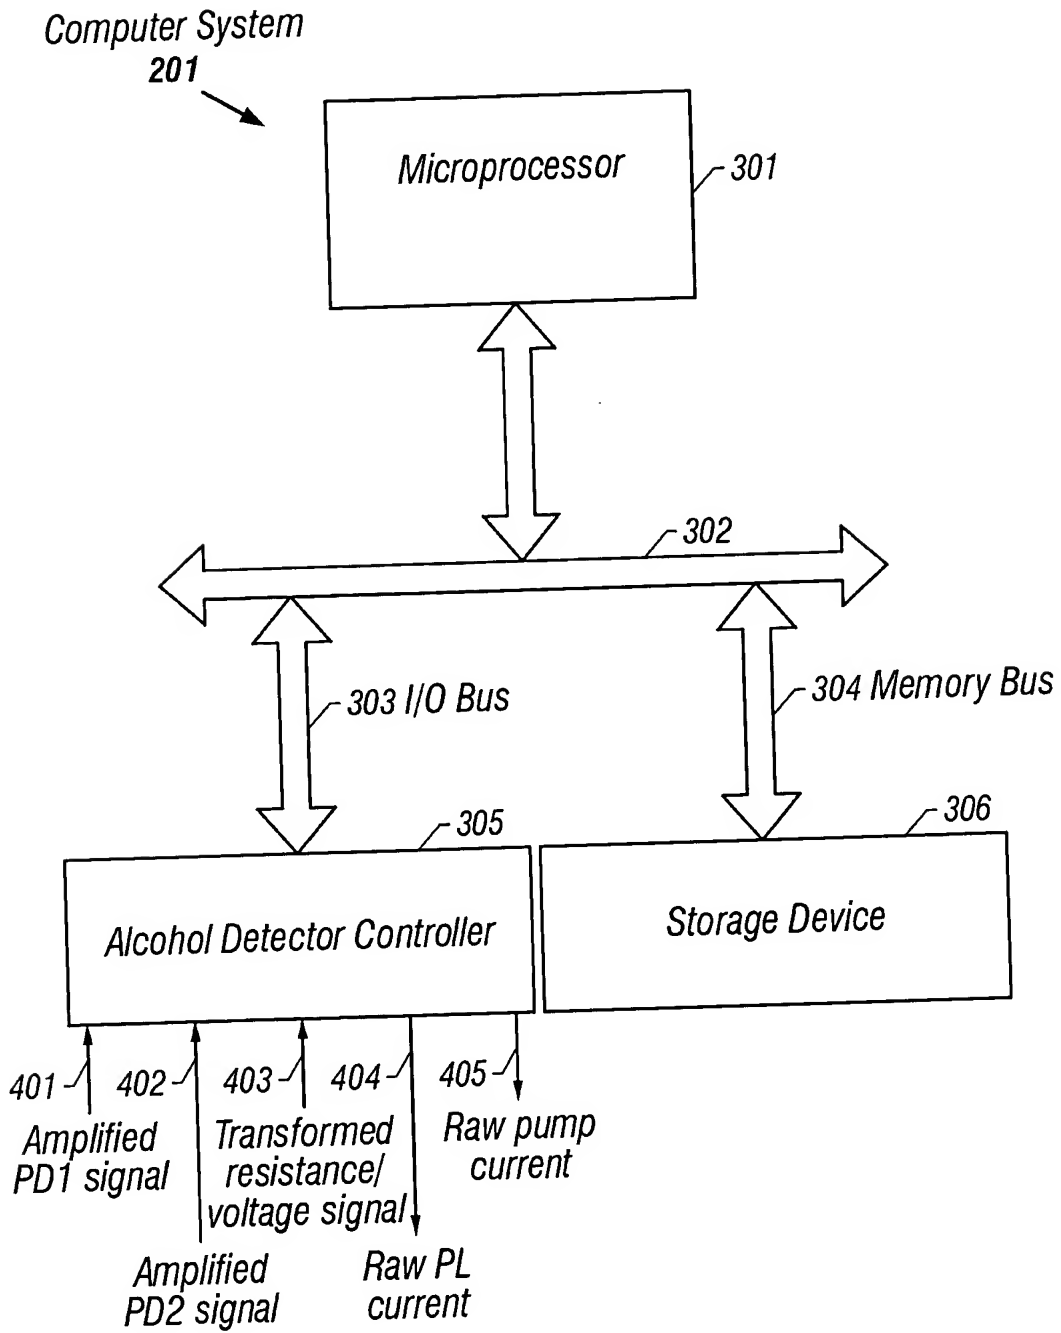 Computer System
201
Microprocessor
301
302
303 I/O Bus
304 Memory Bus
305
306
Alcohol Detector Controller
Storage Device
401
402
403
404
405
Amplified
PD1 signal
Transformed
resistance/
voltage signal
Raw pump
current
Amplified
PD2 signal
Raw PL
current